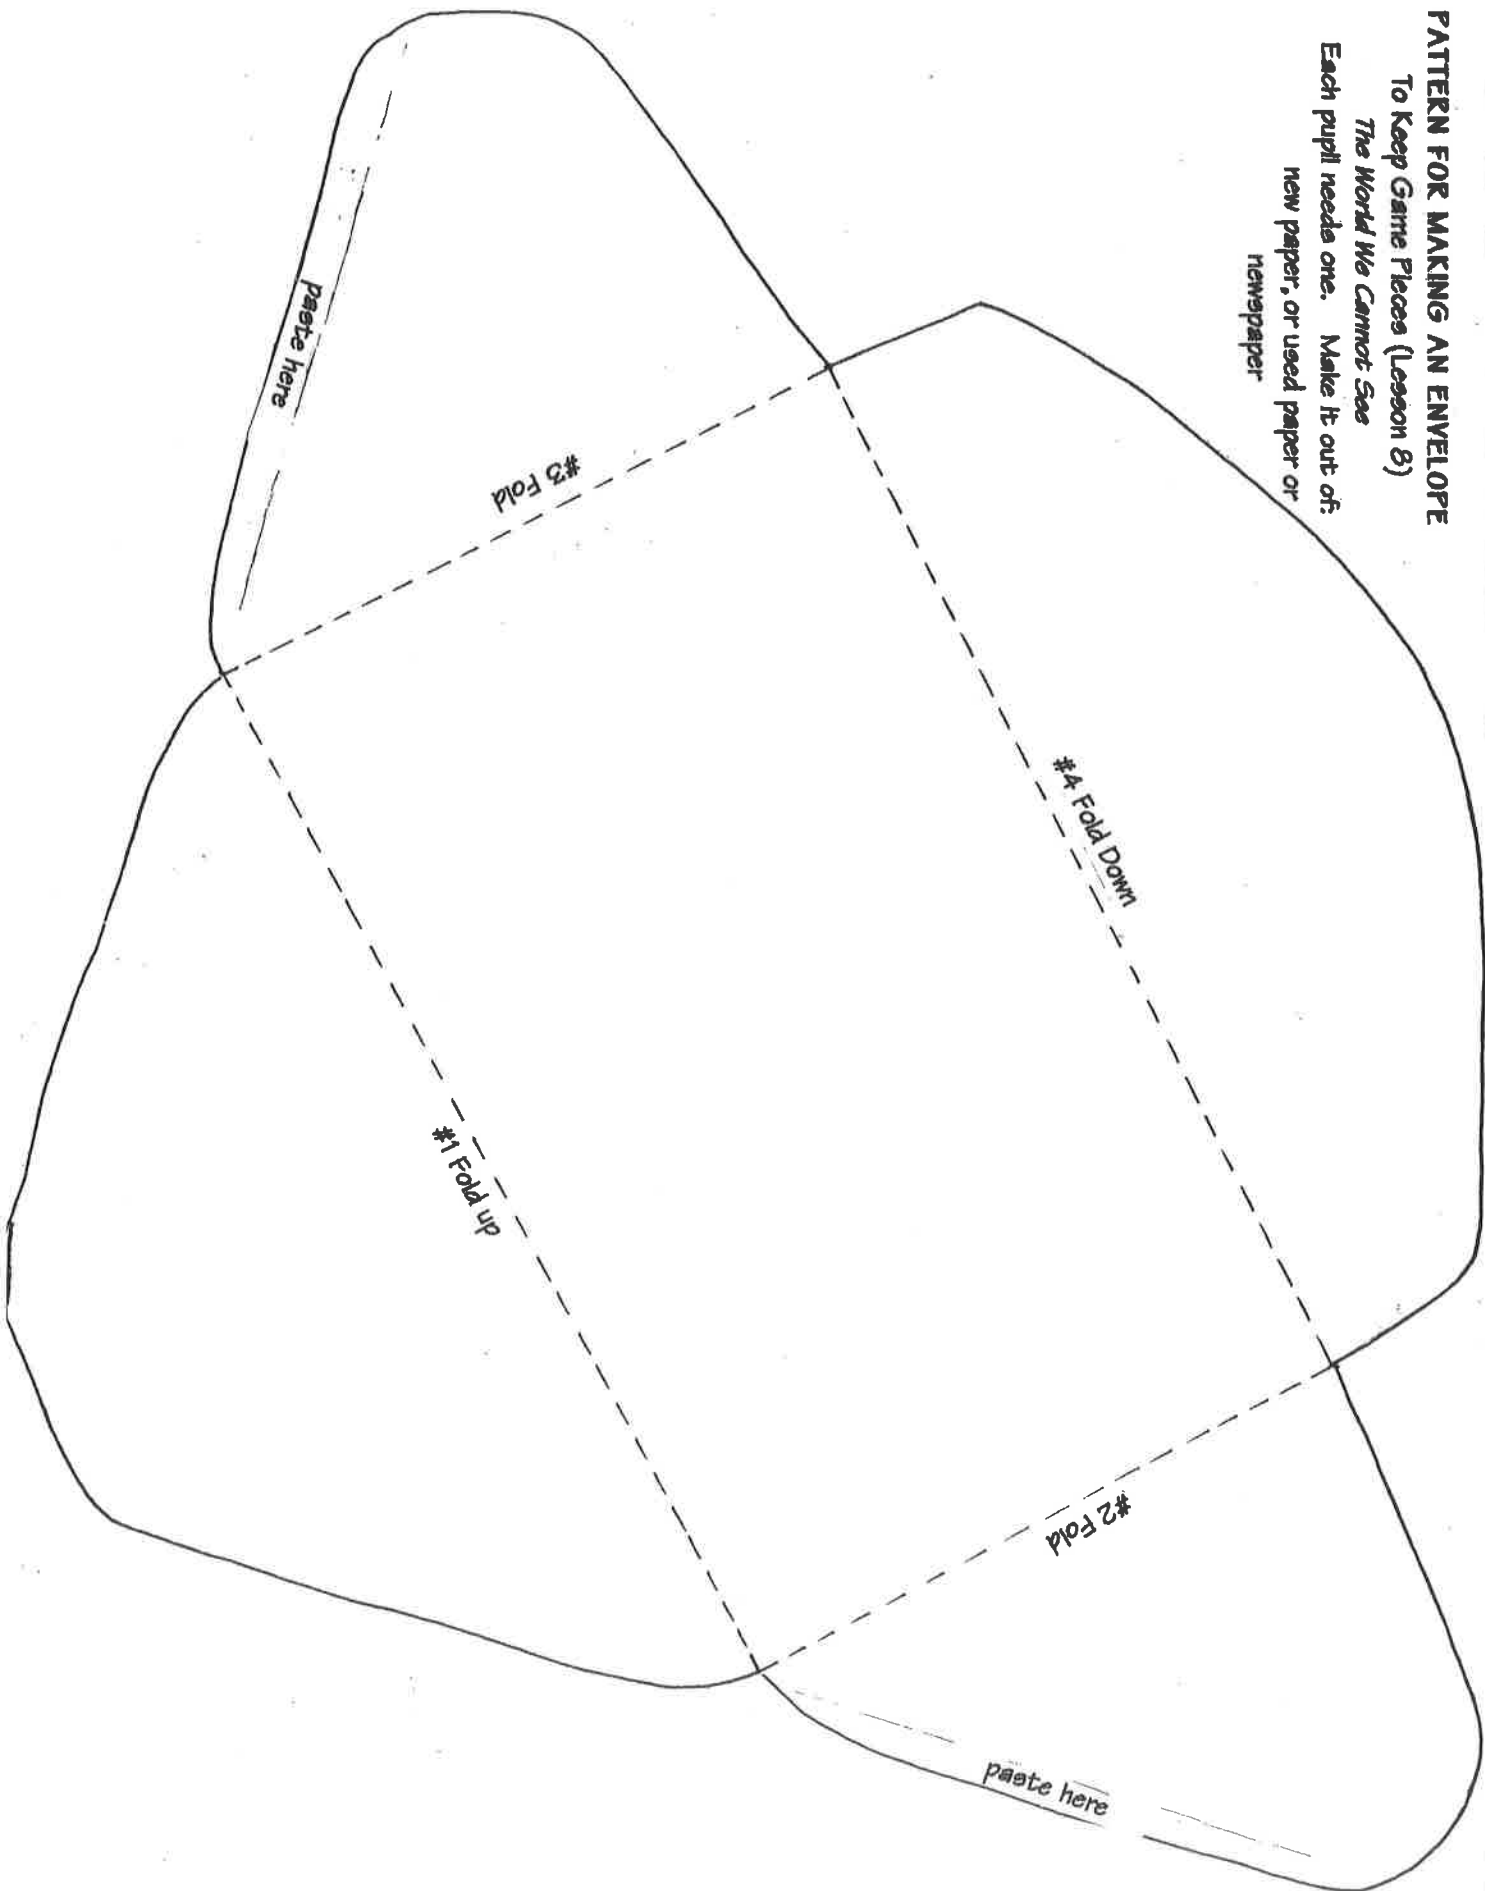 PATTERN FOR MAKING AN ENVELOPE
To Keep Game Pieces (Lesson 8)
The World We Cannot See
Each pupil needs one. Make it out of:
new paper, or used paper or
newspaper
paste here
#3 Fold
#4 Fold Down
#1 Fold up
#2 Fold
paste here